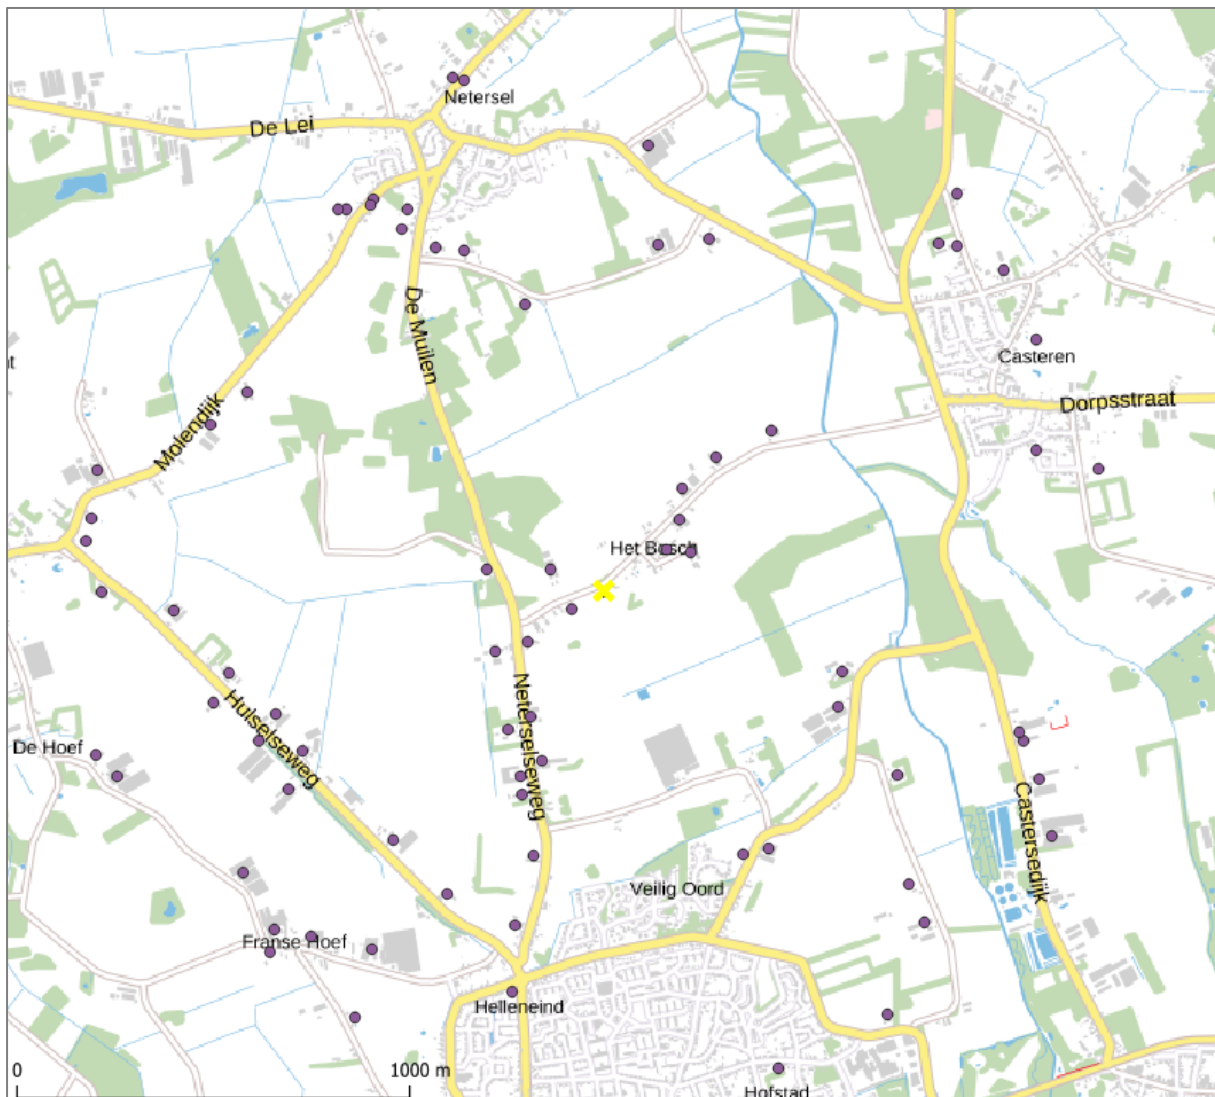 Netersel
De Lei
De Muilen
Casteren
Dorpsstraat
Molendijk
Het Bosch
Neterselseweg
Hulselseweg
De Hoef
Castersedijk
Veilig Oord
Franse Hoef
Helleneind
Hofstad
0 1000 m